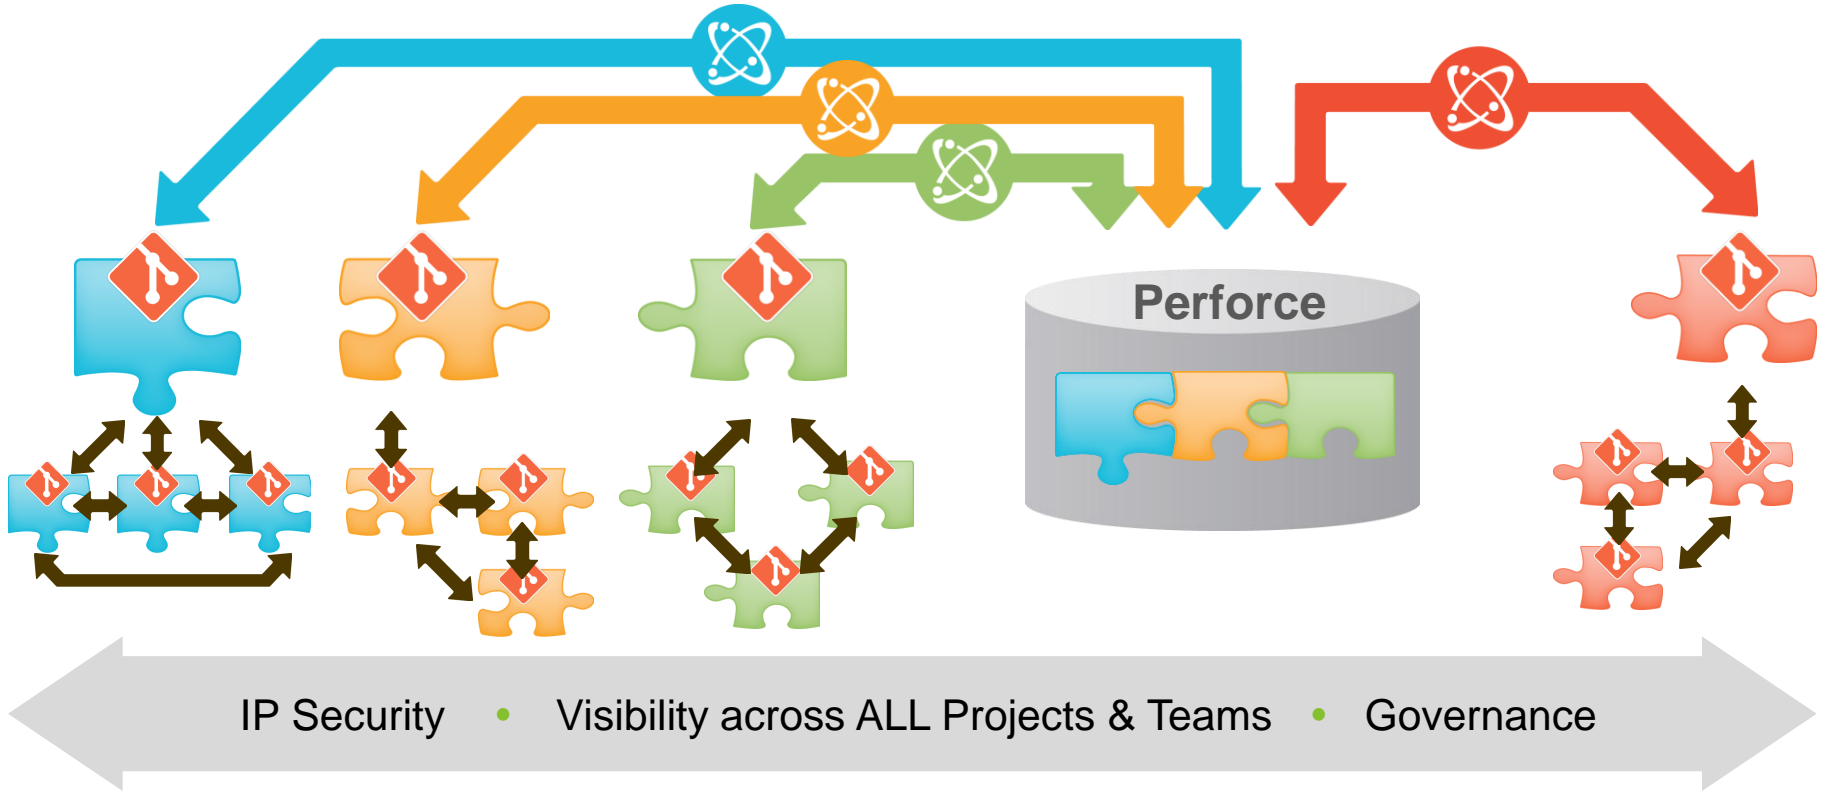 Perforce
IP Security • Visibility across ALL Projects & Teams • Governance